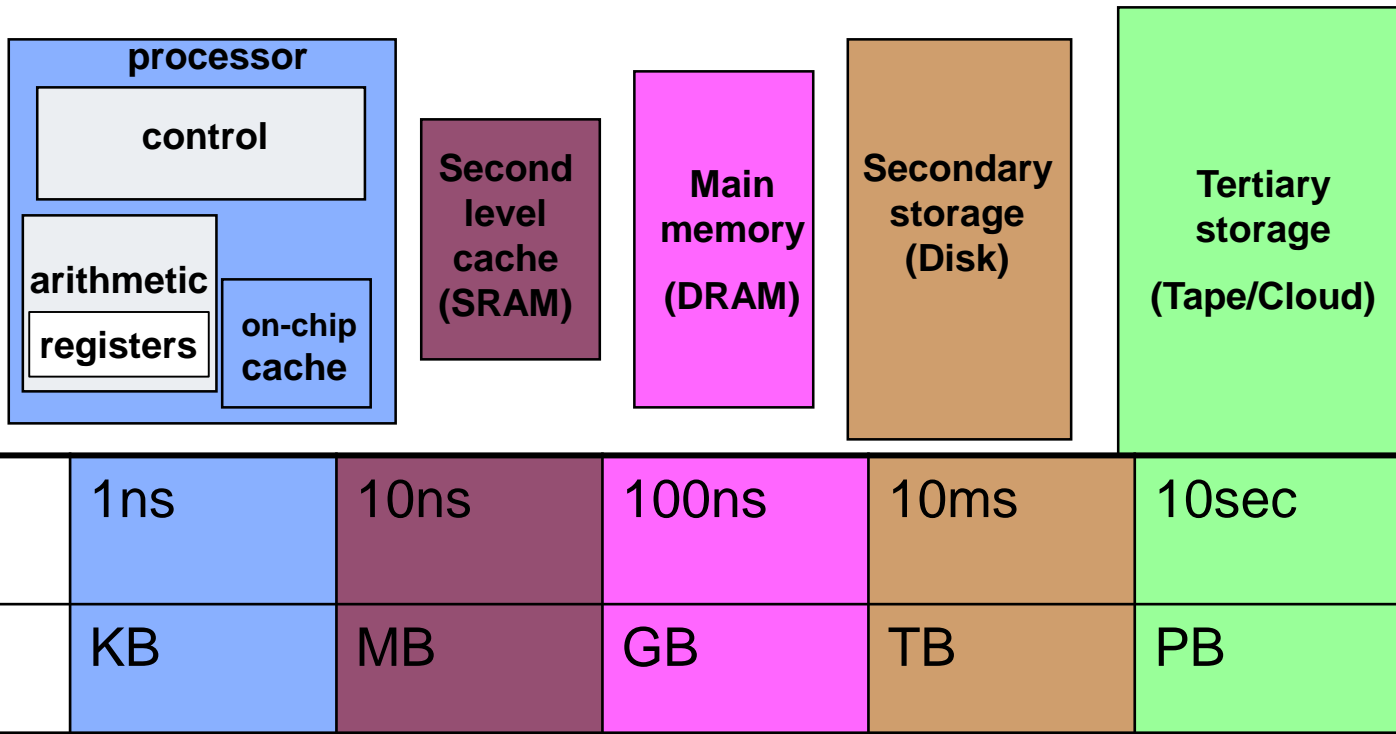 processor
control
arithmetic
registers
on-chip
cache
Second
level
cache
(SRAM)
Main
memory
(DRAM)
Secondary
storage
(Disk)
Tertiary
storage
(Tape/Cloud)
1ns 10ns 100ns 10ms 10sec
KB MB GB TB PB